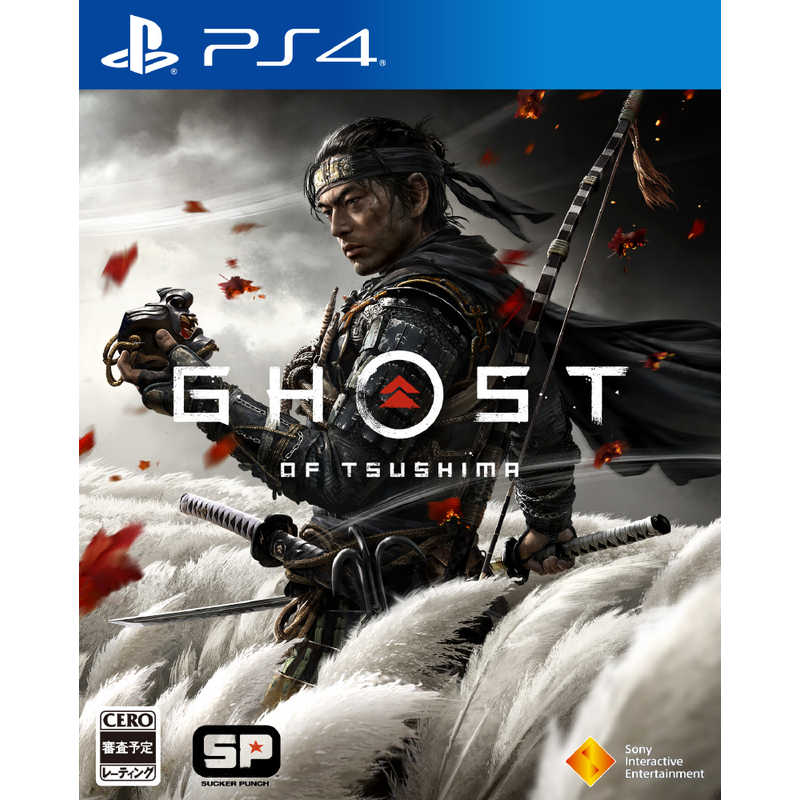 PS4
GHOST
OF TSUSHIMA
CERO
審査予定
レーティング
SP
SUCKER PUNCH
Sony
Interactive
Entertainment